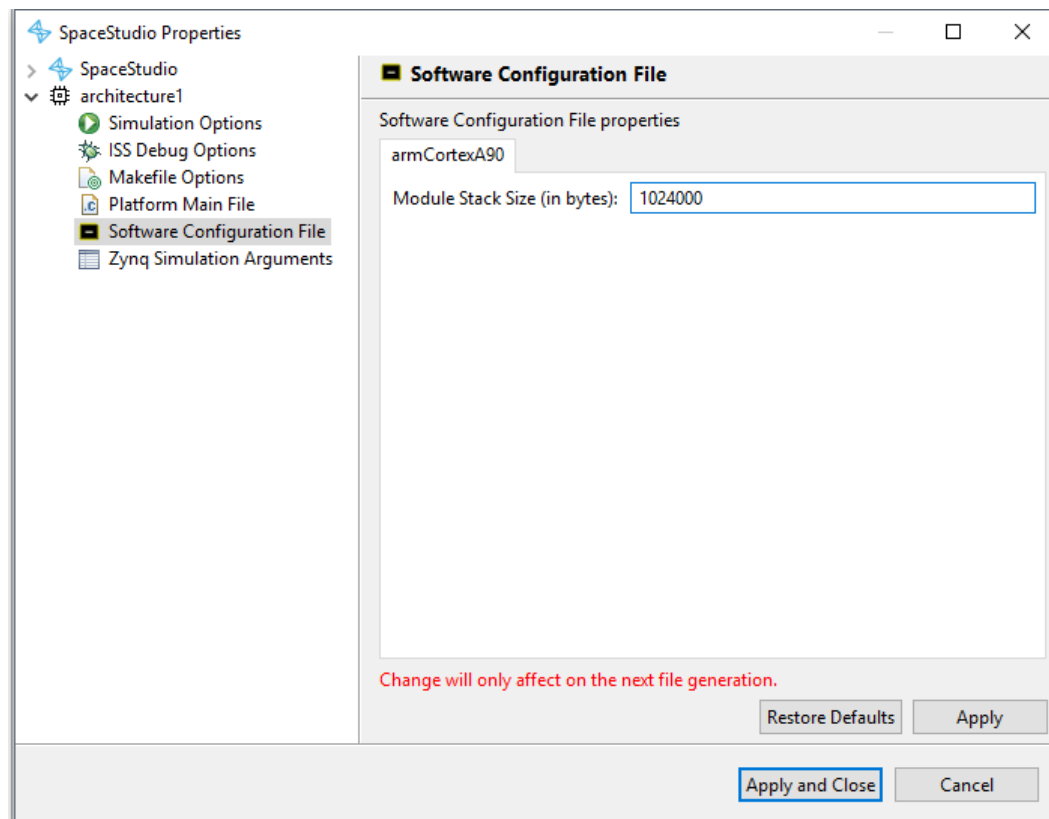 SpaceStudio Properties
SpaceStudio
architecture1
Simulation Options
ISS Debug Options
Makefile Options
Platform Main File
Software Configuration File
Zynq Simulation Arguments
Software Configuration File
Software Configuration File properties
armCortexA90
Module Stack Size (in bytes): 1024000
Change will only affect on the next file generation.
Restore Defaults Apply
Apply and Close Cancel